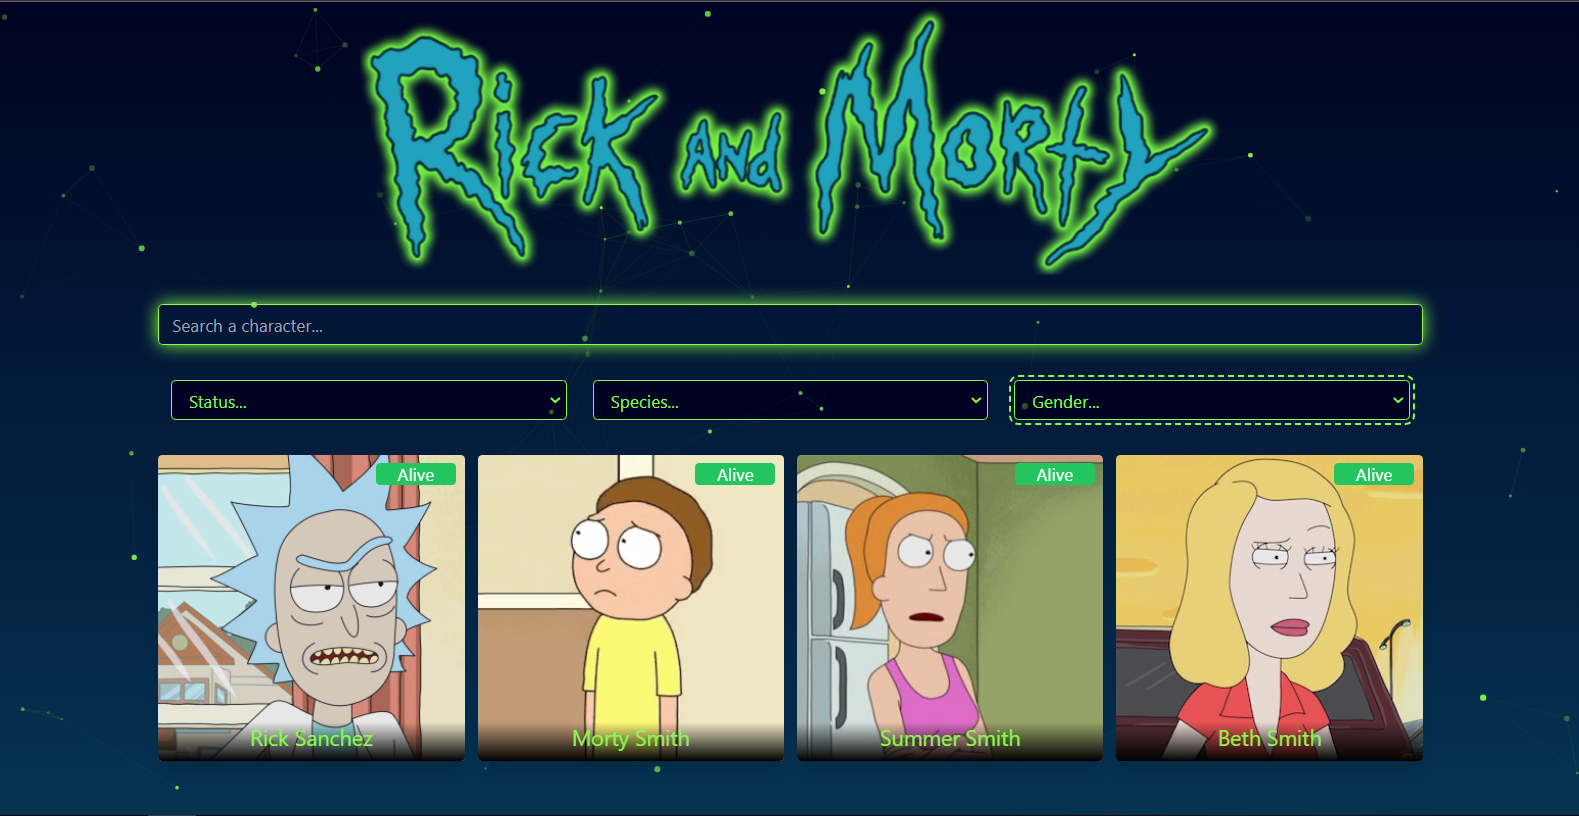 Rick and Morty
Search a character...
Status...
Species...
Gender...
Alive
Alive
Alive
Alive
Rick Sanchez
Morty Smith
Summer Smith
Beth Smith